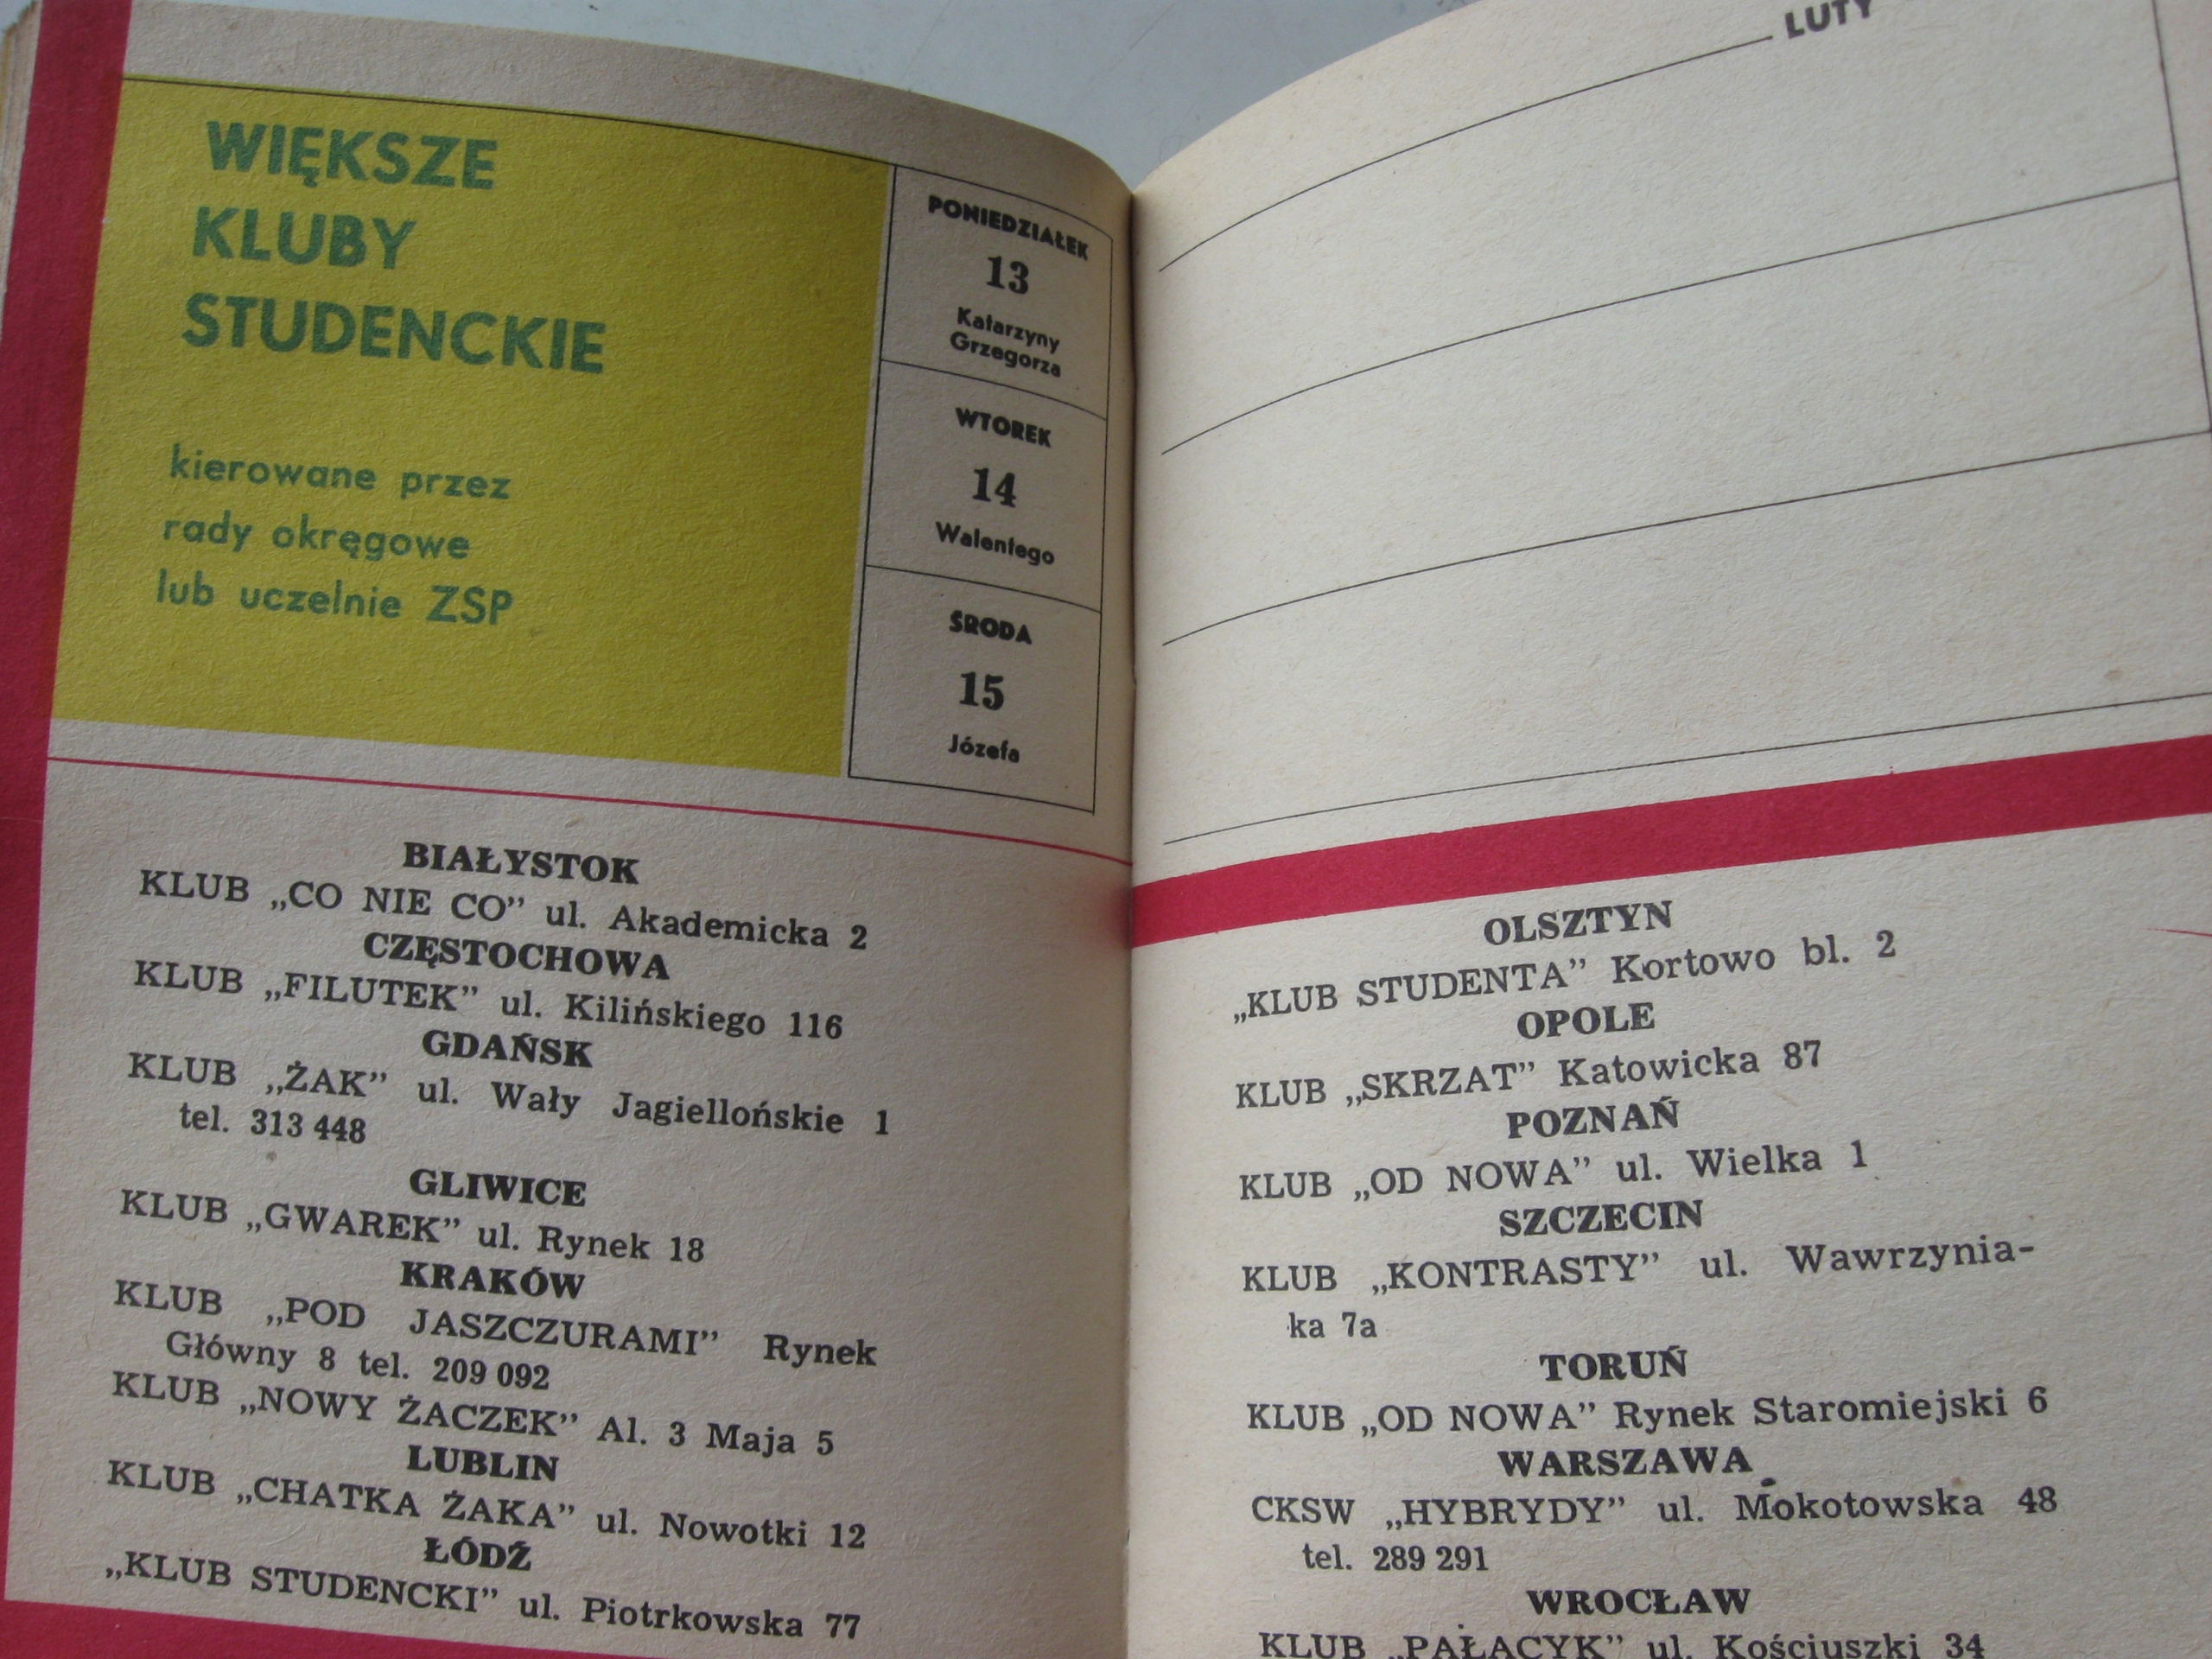 WIĘKSZE
KLUBY
STUDENCKIE
kierowane przez
rady okręgowe
lub uczelnie ZSP
PONIEDZIAŁEK
13
Katarzyny
Grzegorza
WTOREK
14
Walentego
ŚRODA
15
Józefa
BIAŁYSTOK
KLUB „CO NIE CO” ul. Akademicka 2
CZĘSTOCHOWA
KLUB „FILUTEK” ul. Kilińskiego 116
GDAŃSK
KLUB „ŻAK” ul. Wały Jagiellońskie 1
tel. 313 448
GLIWICE
KLUB „GWAREK” ul. Rynek 18
KRAKÓW
KLUB „POD JASZCZURAMI” Rynek
Główny 8 tel. 209 092
KLUB „NOWY ŻACZEK” Al. 3 Maja 5
LUBLIN
KLUB „CHATKA ŻAKA” ul. Nowotki 12
ŁÓDŹ
„KLUB STUDENCKI” ul. Piotrkowska 77
LUTY
OLSZTYN
„KLUB STUDENTA” Kortowo bl. 2
OPOLE
KLUB „SKRZAT” Katowicka 87
POZNAŃ
KLUB „OD NOWA” ul. Wielka 1
SZCZECIN
KLUB „KONTRASTY” ul. Wawrzynia-
ka 7a
TORUŃ
KLUB „OD NOWA” Rynek Staromiejski 6
WARSZAWA
CKSW „HYBRYDY” ul. Mokotowska 48
tel. 289 291
WROCŁAW
KLUB „PAŁACYK” ul. Kościuszki 34